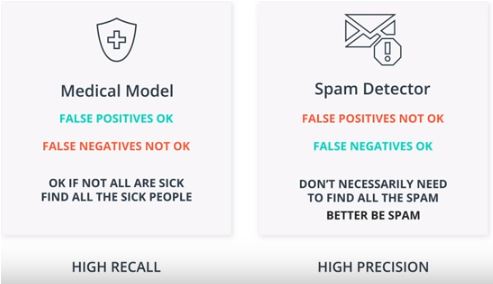 Medical Model
FALSE POSITIVES OK
FALSE NEGATIVES NOT OK
OK IF NOT ALL ARE SICK
FIND ALL THE SICK PEOPLE
HIGH RECALL
Spam Detector
FALSE POSITIVES NOT OK
FALSE NEGATIVES OK
DON'T NECESSARILY NEED
TO FIND ALL THE SPAM
BETTER BE SPAM
HIGH PRECISION